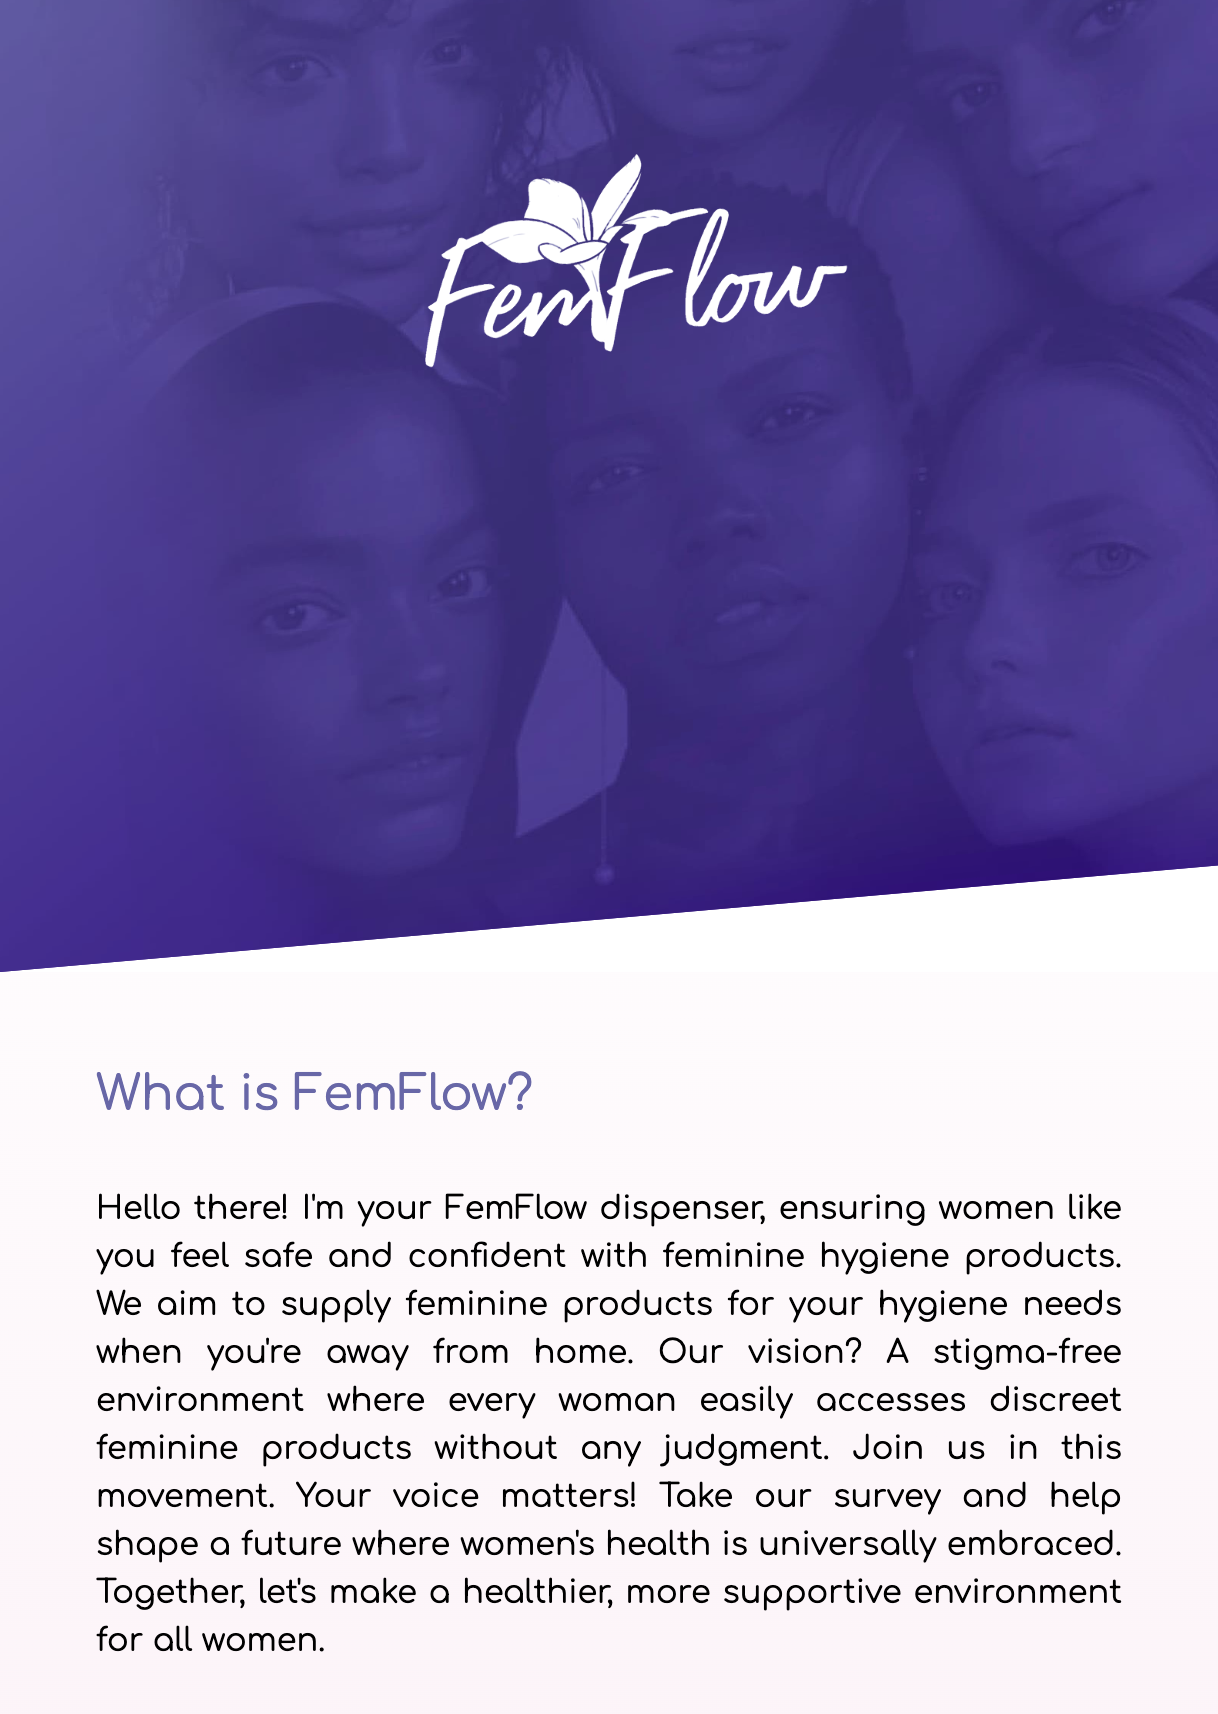 FemFlow
What is FemFlow?
Hello there! I'm your FemFlow dispenser, ensuring women like
you feel safe and confident with feminine hygiene products.
We aim to supply feminine products for your hygiene needs
when you're away from home. Our vision? A stigma-free
environment where every woman easily accesses discreet
feminine products without any judgment. Join us in this
movement. Your voice matters! Take our survey and help
shape a future where women's health is universally embraced.
Together, let's make a healthier, more supportive environment
for all women.